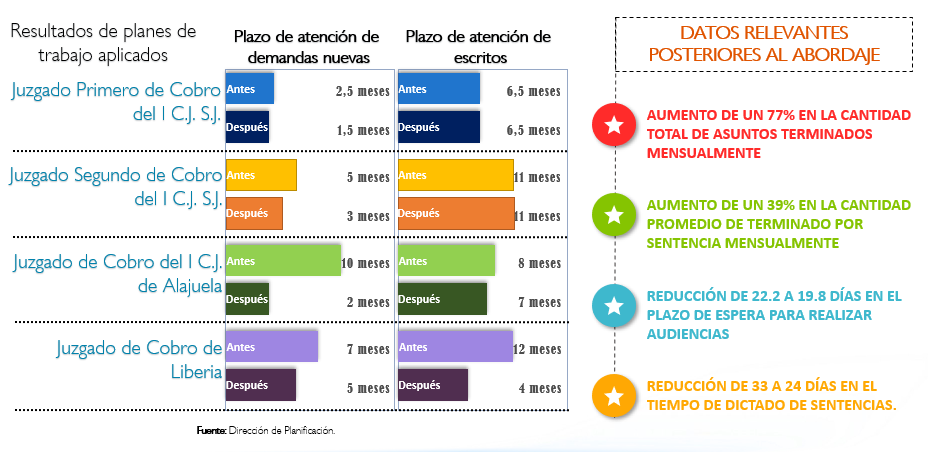 Resultados de planes de
trabajo aplicados
Plazo de atención de
demandas nuevas
Plazo de atención de
escritos
Juzgado Primero de Cobro
del I C.J. S.J.
Antes
2,5 meses
Antes
6,5 meses
Después
1,5 meses
Después
6,5 meses
Juzgado Segundo de Cobro
del I C.J. S.J.
Antes
5 meses
Antes
11 meses
Después
3 meses
Después
11 meses
Juzgado de Cobro del I C.J.
de Alajuela
Antes
10 meses
Antes
8 meses
Después
2 meses
Después
7 meses
Juzgado de Cobro de
Liberia
Antes
7 meses
Antes
12 meses
Después
5 meses
Después
4 meses
Fuente: Dirección de Planificación.
DATOS RELEVANTES
POSTERIORES AL ABORDAJE
AUMENTO DE UN 77% EN LA CANTIDAD
TOTAL DE ASUNTOS TERMINADOS
MENSUALMENTE
AUMENTO DE UN 39% EN LA CANTIDAD
PROMEDIO DE TERMINADO POR
SENTENCIA MENSUALMENTE
REDUCCIÓN DE 22.2 A 19.8 DÍAS EN EL
PLAZO DE ESPERA PARA REALIZAR
AUDIENCIAS
REDUCCIÓN DE 33 A 24 DÍAS EN EL
TIEMPO DE DICTADO DE SENTENCIAS.